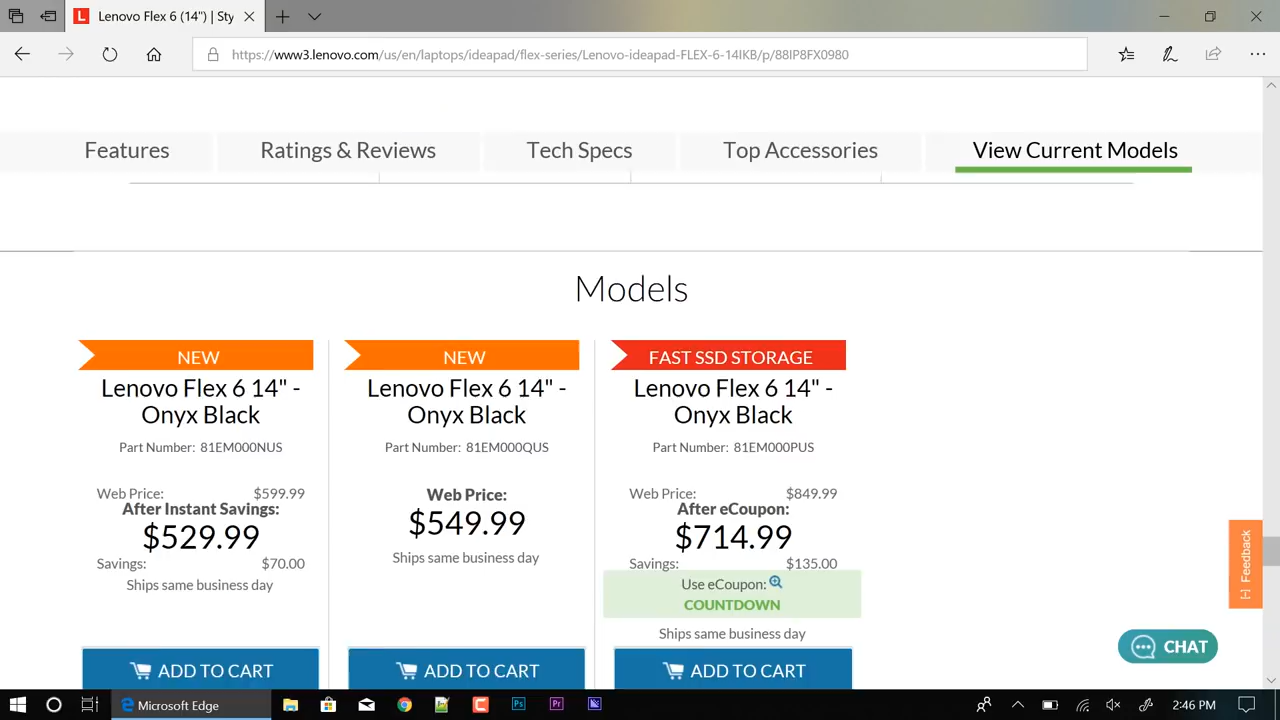 Lenovo Flex 6 (14") | Sty
https://www3.lenovo.com/us/en/laptops/ideapad/flex-series/Lenovo-ideapad-FLEX-6-14IKB/p/88IP8FX0980
Features
Ratings & Reviews
Tech Specs
Top Accessories
View Current Models
Models
NEW
Lenovo Flex 6 14" -
Onyx Black
Part Number: 81EM000NUS
Web Price: $599.99
After Instant Savings:
$529.99
Savings: $70.00
Ships same business day
ADD TO CART
NEW
Lenovo Flex 6 14" -
Onyx Black
Part Number: 81EM000QUS
Web Price:
$549.99
Ships same business day
ADD TO CART
FAST SSD STORAGE
Lenovo Flex 6 14" -
Onyx Black
Part Number: 81EM000PUS
Web Price: $849.99
After eCoupon:
$714.99
Savings: $135.00
Use eCoupon:
COUNTDOWN
Ships same business day
ADD TO CART
[-] Feedback
CHAT
Microsoft Edge
Ps
Pr
2:46 PM